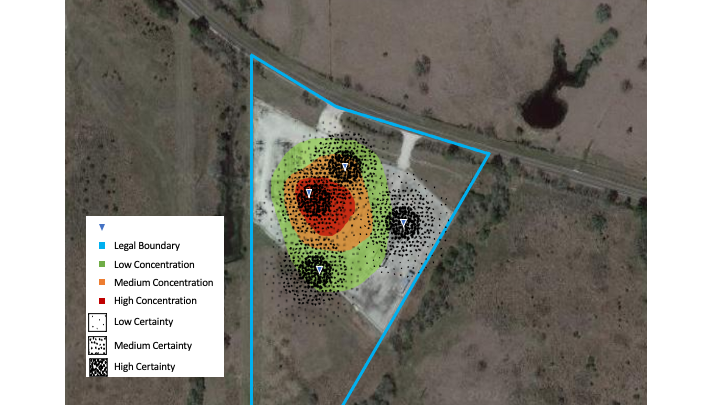 Legal Boundary
Low Concentration
Medium Concentration
High Concentration
Low Certainty
Medium Certainty
High Certainty